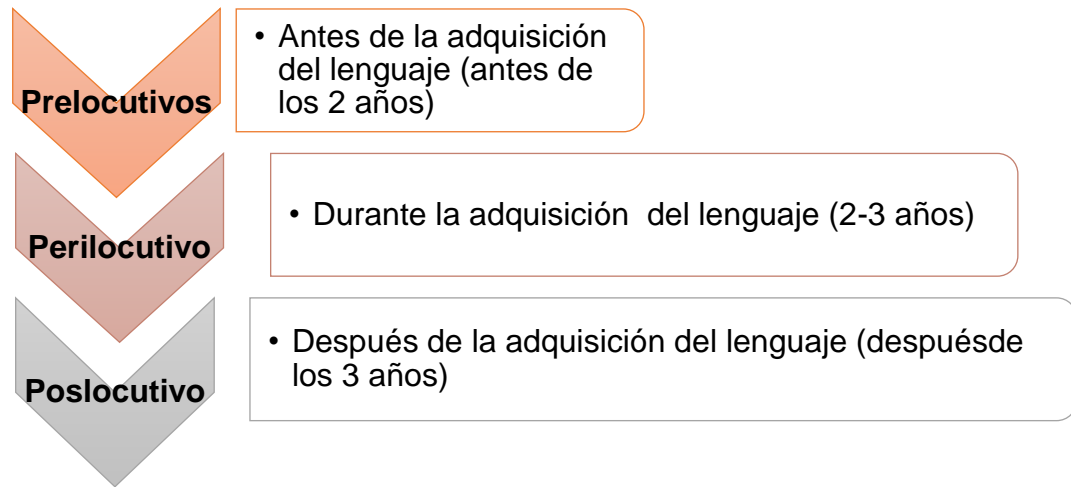 Prelocutivos
• Antes de la adquisición
del lenguaje (antes de
los 2 años)
Perilocutivo
• Durante la adquisición  del lenguaje (2-3 años)
Poslocutivo
• Después de la adquisición del lenguaje (despuésde
los 3 años)